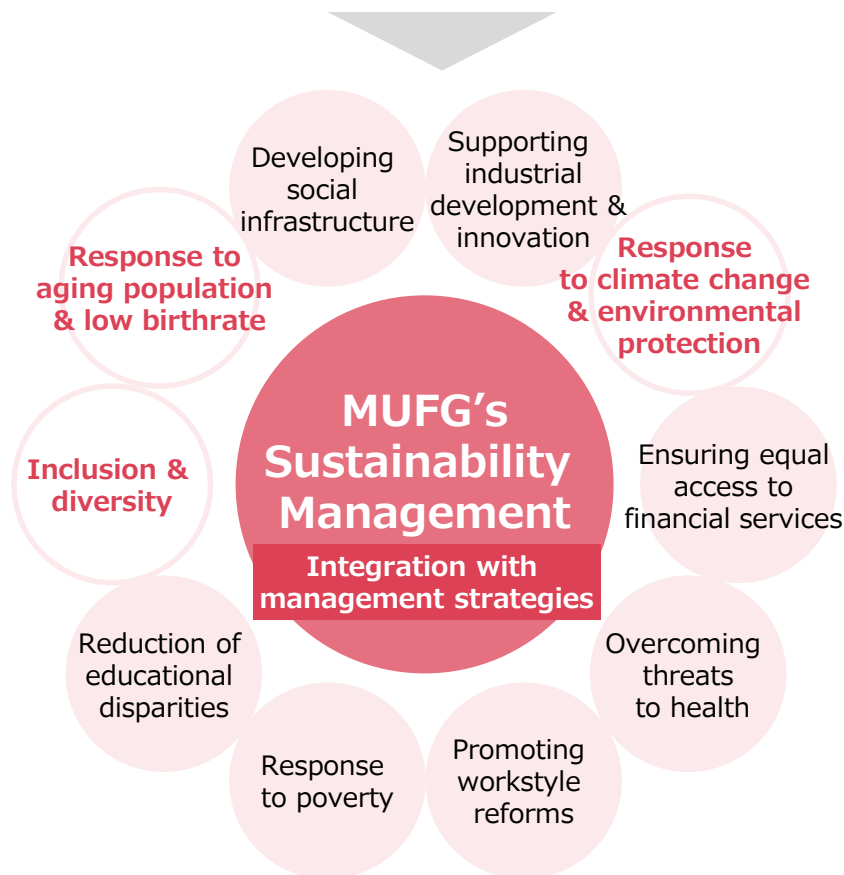 Developing
social
infrastructure
Supporting
industrial
development &
innovation
Response
to climate change
& environmental
protection
Ensuring equal
access to
financial services
Overcoming
threats
to health
Promoting
workstyle
reforms
Response
to poverty
Reduction of
educational
disparities
Inclusion &
diversity
Response to
aging population
& low birthrate
MUFG’s
Sustainability
Management
Integration with
management strategies